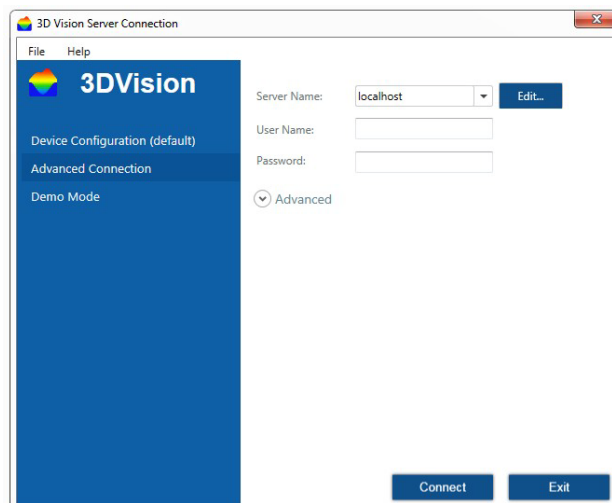 3D Vision Server Connection
File Help
3DVision
Device Configuration (default)
Advanced Connection
Demo Mode
Server Name: localhost Edit...
User Name:
Password:
Advanced
Connect Exit